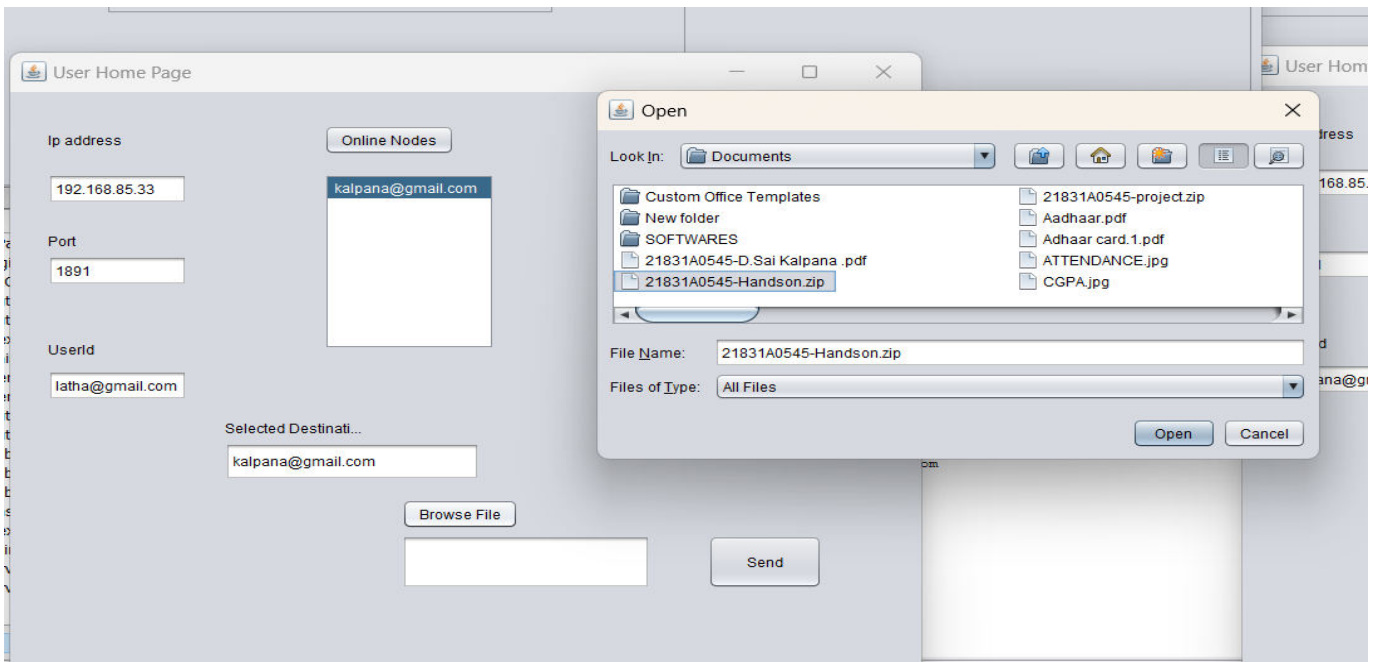 User Home Page
Ip address
Online Nodes
192.168.85.33
kalpana@gmail.com
Port
1891
UserId
latha@gmail.com
Selected Destinati...
kalpana@gmail.com
Browse File
Send
Open
Look In:
Documents
Custom Office Templates
New folder
SOFTWARES
21831A0545-D.Sai Kalpana .pdf
21831A0545-Handson.zip
21831A0545-project.zip
Aadhaar.pdf
Adhaar card.1.pdf
ATTENDANCE.jpg
CGPA.jpg
File Name:
21831A0545-Handson.zip
Files of Type:
All Files
Open
Cancel
om
User Hom
dress
168.85.
d
ana@g